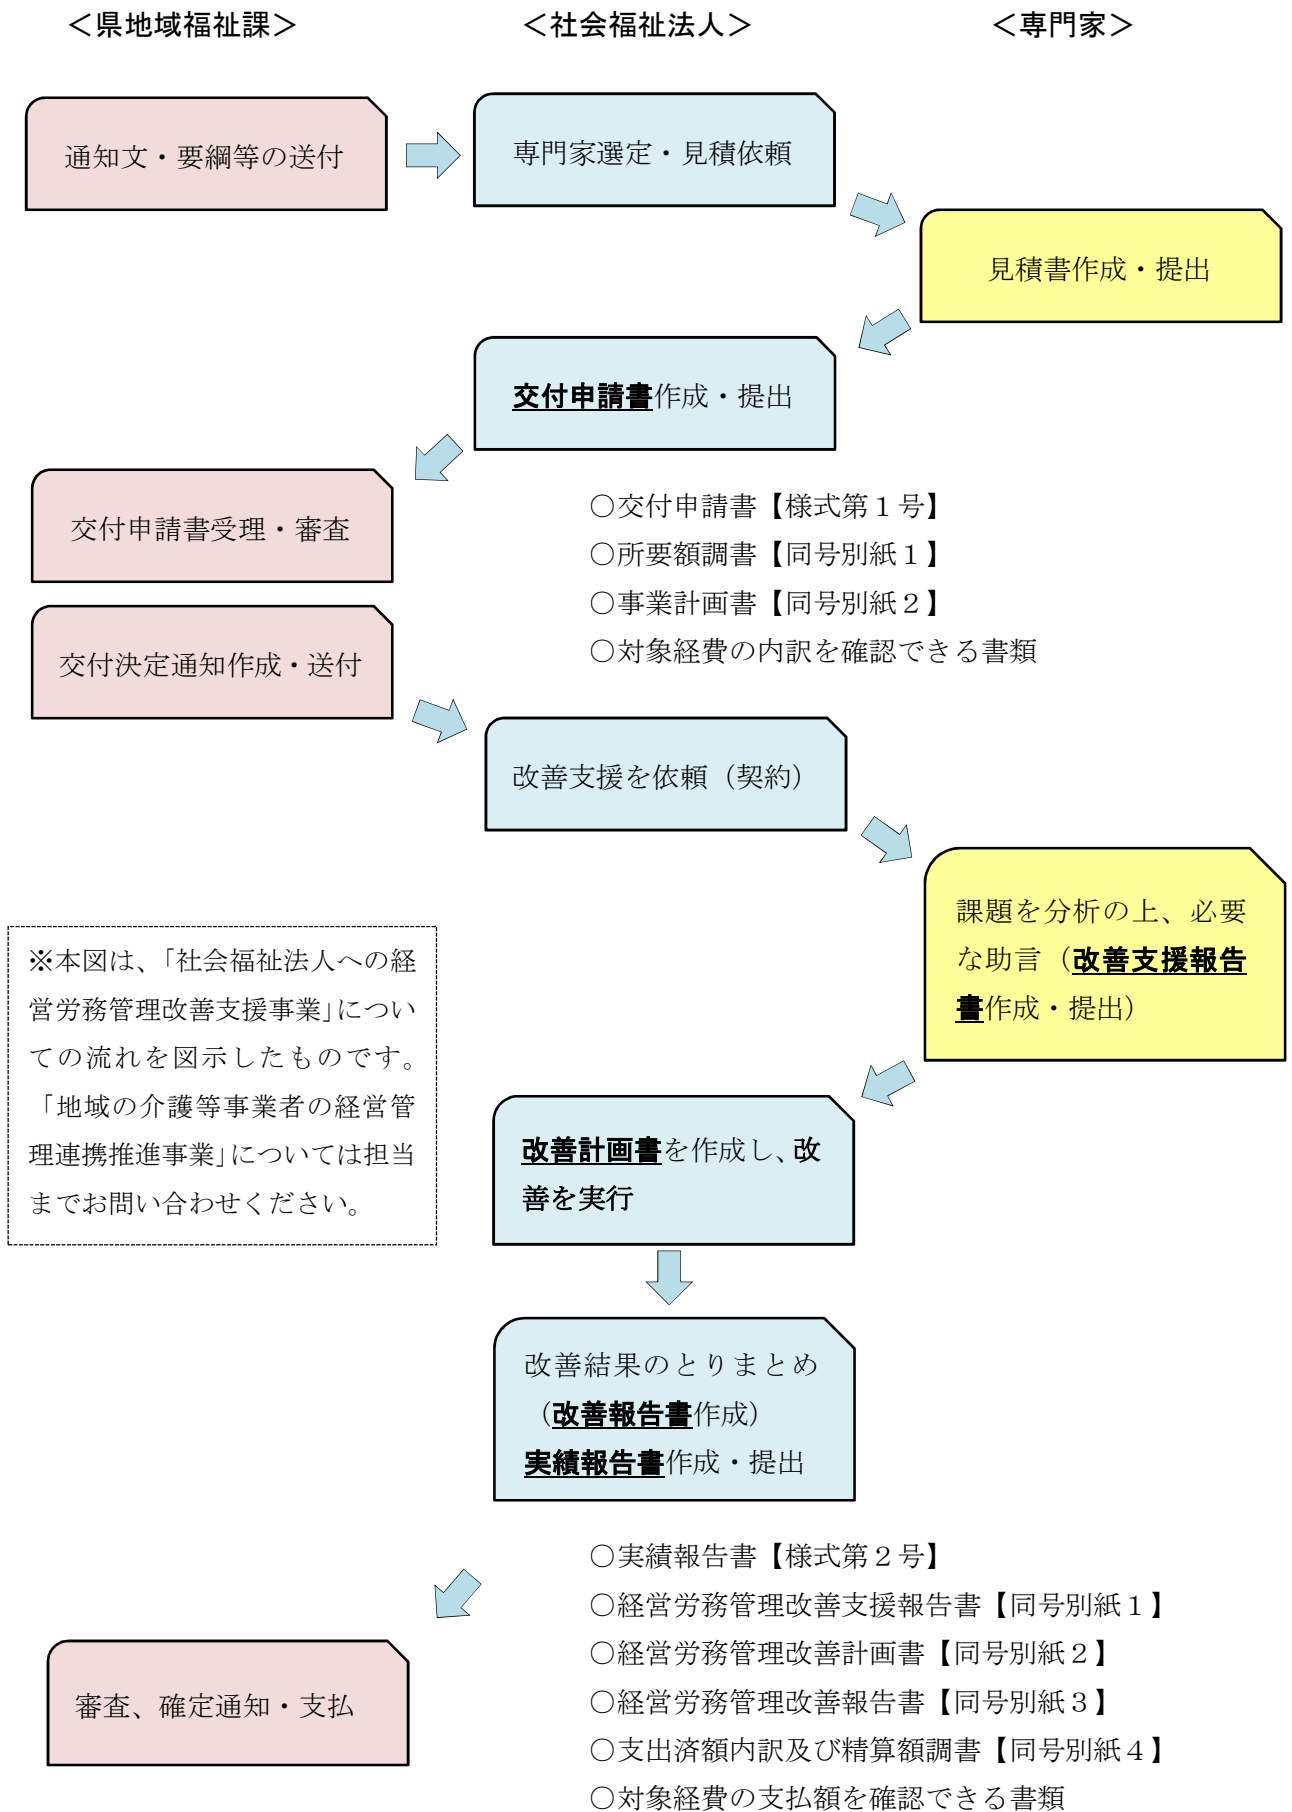 ＜県地域福祉課＞
＜社会福祉法人＞
＜専門家＞
通知文・要綱等の送付
専門家選定・見積依頼
見積書作成・提出
交付申請書作成・提出
交付申請書受理・審査
○交付申請書【様式第１号】
○所要額調書【同号別紙１】
○事業計画書【同号別紙２】
○対象経費の内訳を確認できる書類
交付決定通知作成・送付
改善支援を依頼（契約）
課題を分析の上、必要
な助言（改善支援報告
書作成・提出）
※本図は、「社会福祉法人への経
営労務管理改善支援事業」につい
ての流れを図示したものです。
「地域の介護等事業者の経営管
理連携推進事業」については担当
までお問い合わせください。
改善計画書を作成し、改
善を実行
改善結果のとりまとめ
（改善報告書作成）
実績報告書作成・提出
○実績報告書【様式第２号】
○経営労務管理改善支援報告書【同号別紙１】
○経営労務管理改善計画書【同号別紙２】
○経営労務管理改善報告書【同号別紙３】
○支出済額内訳及び精算額調書【同号別紙４】
○対象経費の支払額を確認できる書類
審査、確定通知・支払